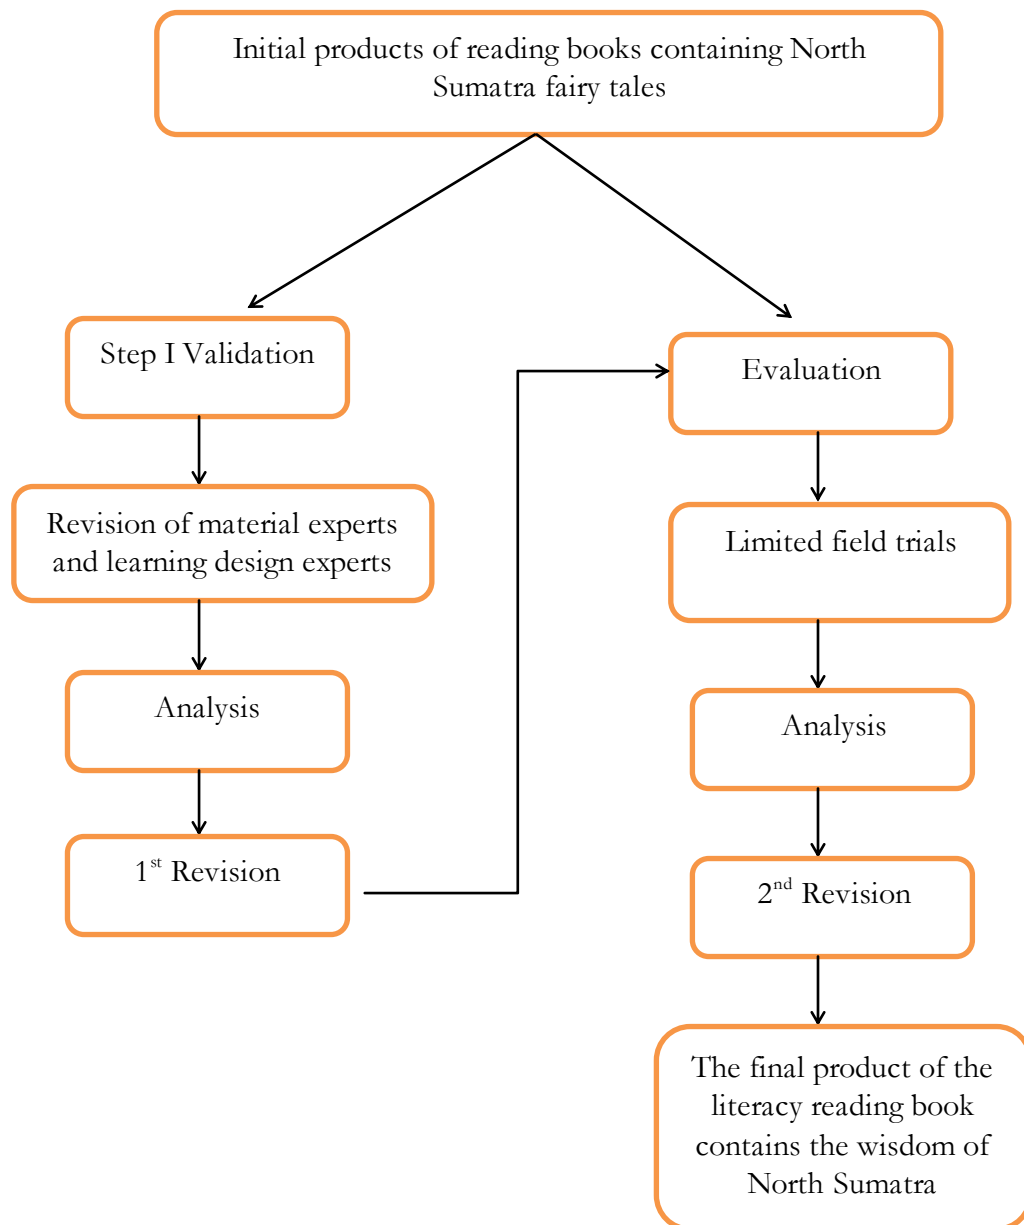 Initial products of reading books containing North
Sumatra fairy tales
Step I Validation
Revision of material experts
and learning design experts
Analysis
1st Revision
Evaluation
Limited field trials
Analysis
2nd Revision
The final product of the
literacy reading book
contains the wisdom of
North Sumatra